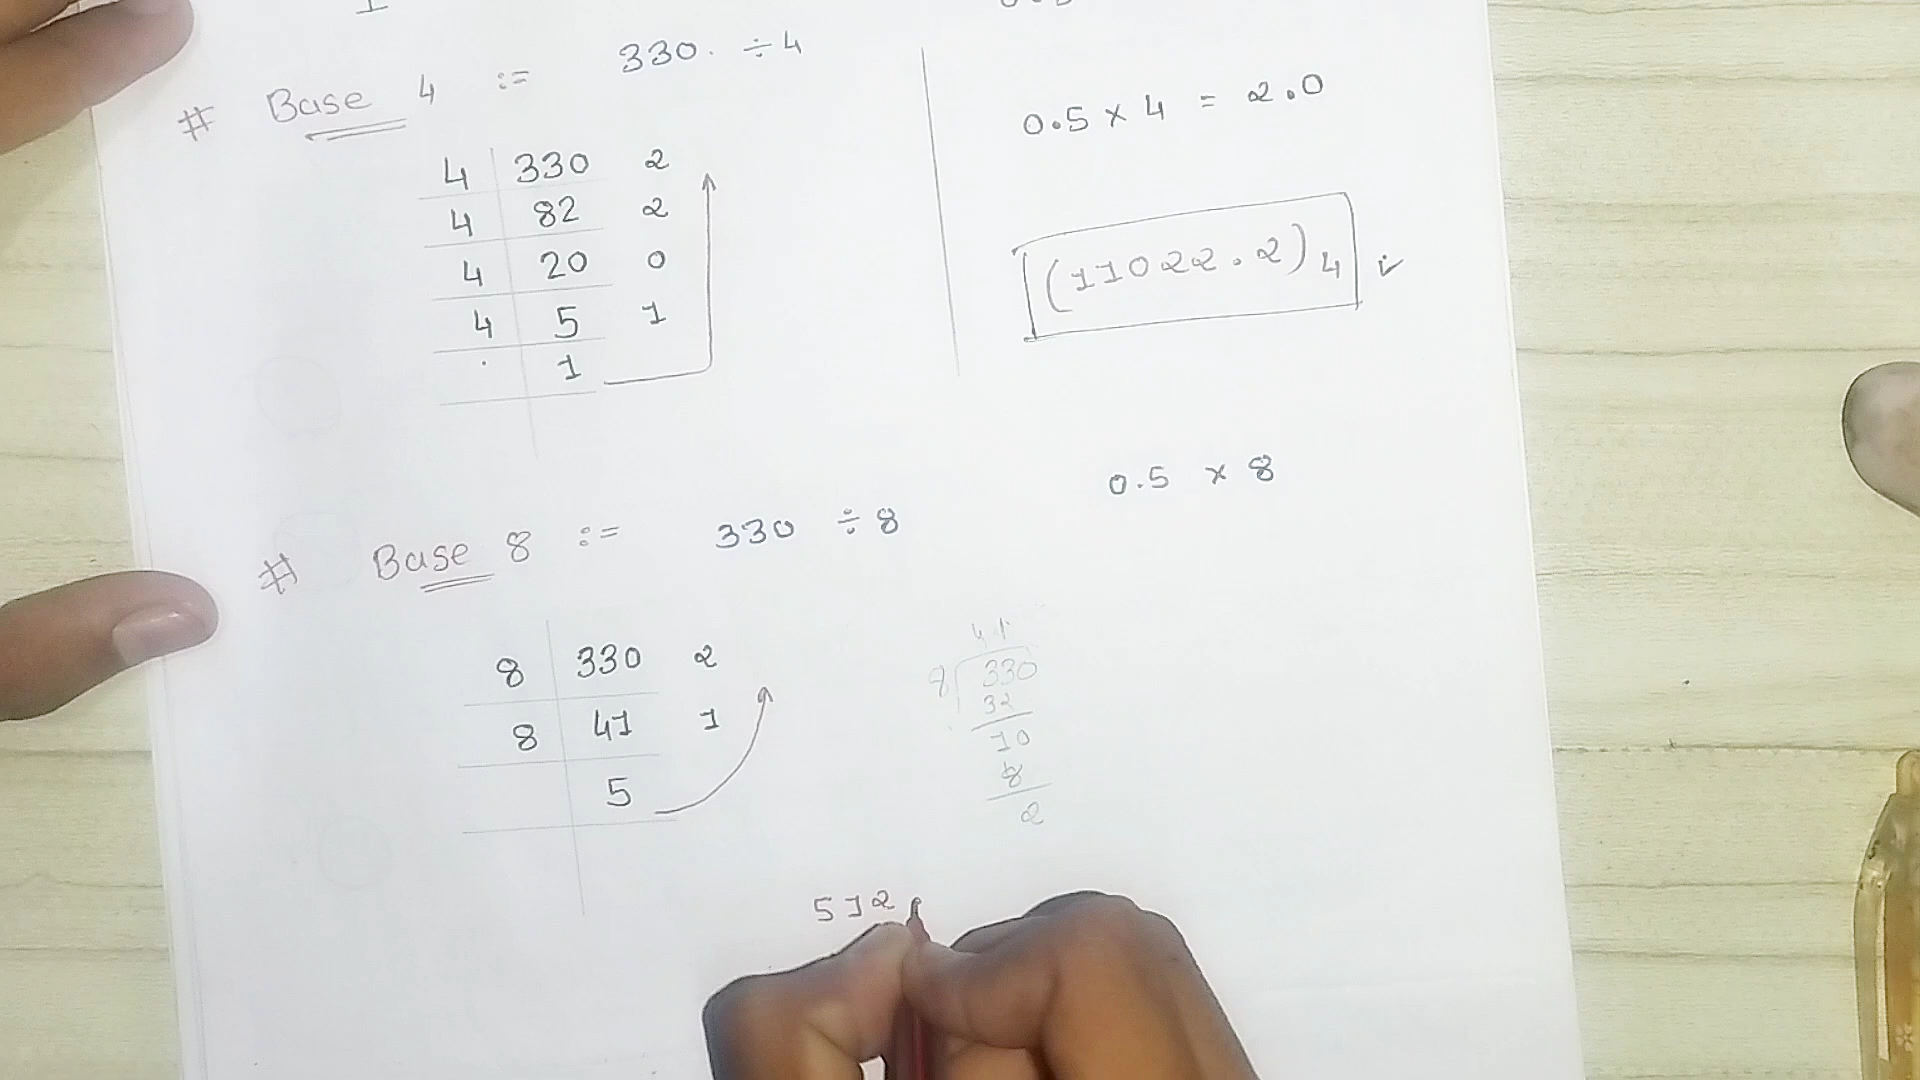 # Base 4 := 330. ÷ 4
4 330 2
4 82 2
4 20 0
4 5 1
1
0.5 × 4 = 2.0
(11022.2)4 ✓
# Base 8 := 330 ÷ 8
0.5 × 8
8 330 2
8 41 1
5
41
8 330
32
10
8
2
512.